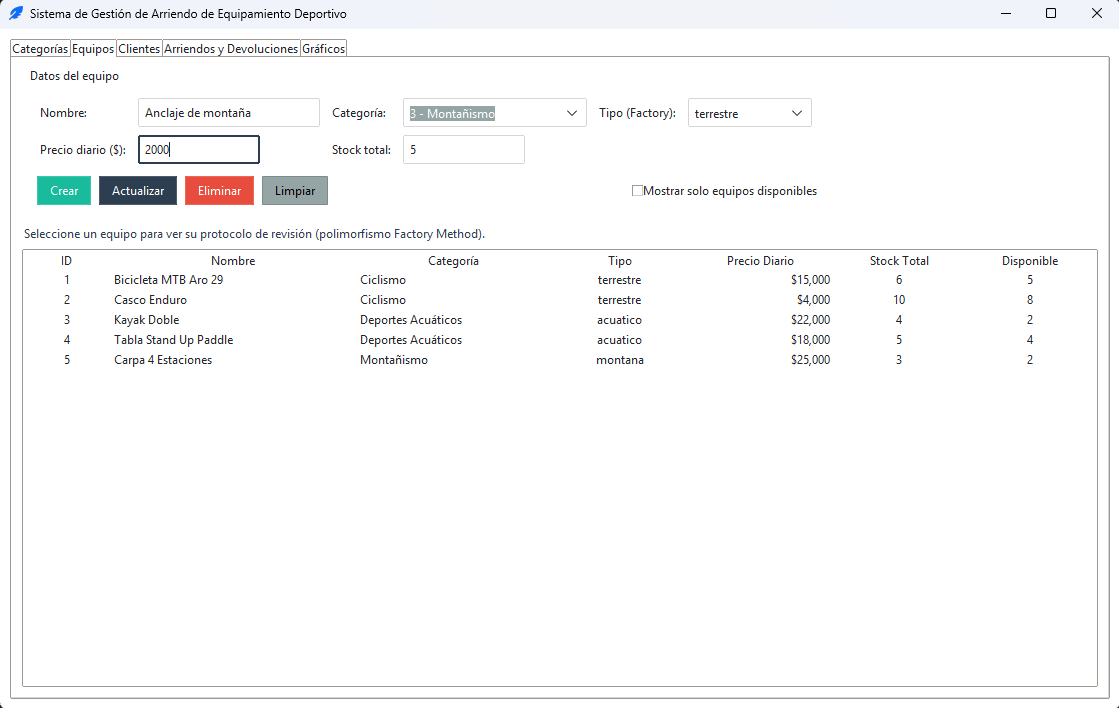 Sistema de Gestión de Arriendo de Equipamiento Deportivo
Categorías Equipos Clientes Arriendos y Devoluciones Gráficos
Datos del equipo
Nombre: Anclaje de montaña Categoría: 3 - Montañismo Tipo (Factory): terrestre
Precio diario ($): 2000 Stock total: 5
Crear Actualizar Eliminar Limpiar Mostrar solo equipos disponibles
Seleccione un equipo para ver su protocolo de revisión (polimorfismo Factory Method).
ID Nombre Categoría Tipo Precio Diario Stock Total Disponible
1 Bicicleta MTB Aro 29 Ciclismo terrestre $15,000 6 5
2 Casco Enduro Ciclismo terrestre $4,000 10 8
3 Kayak Doble Deportes Acuáticos acuatico $22,000 4 2
4 Tabla Stand Up Paddle Deportes Acuáticos acuatico $18,000 5 4
5 Carpa 4 Estaciones Montañismo montana $25,000 3 2